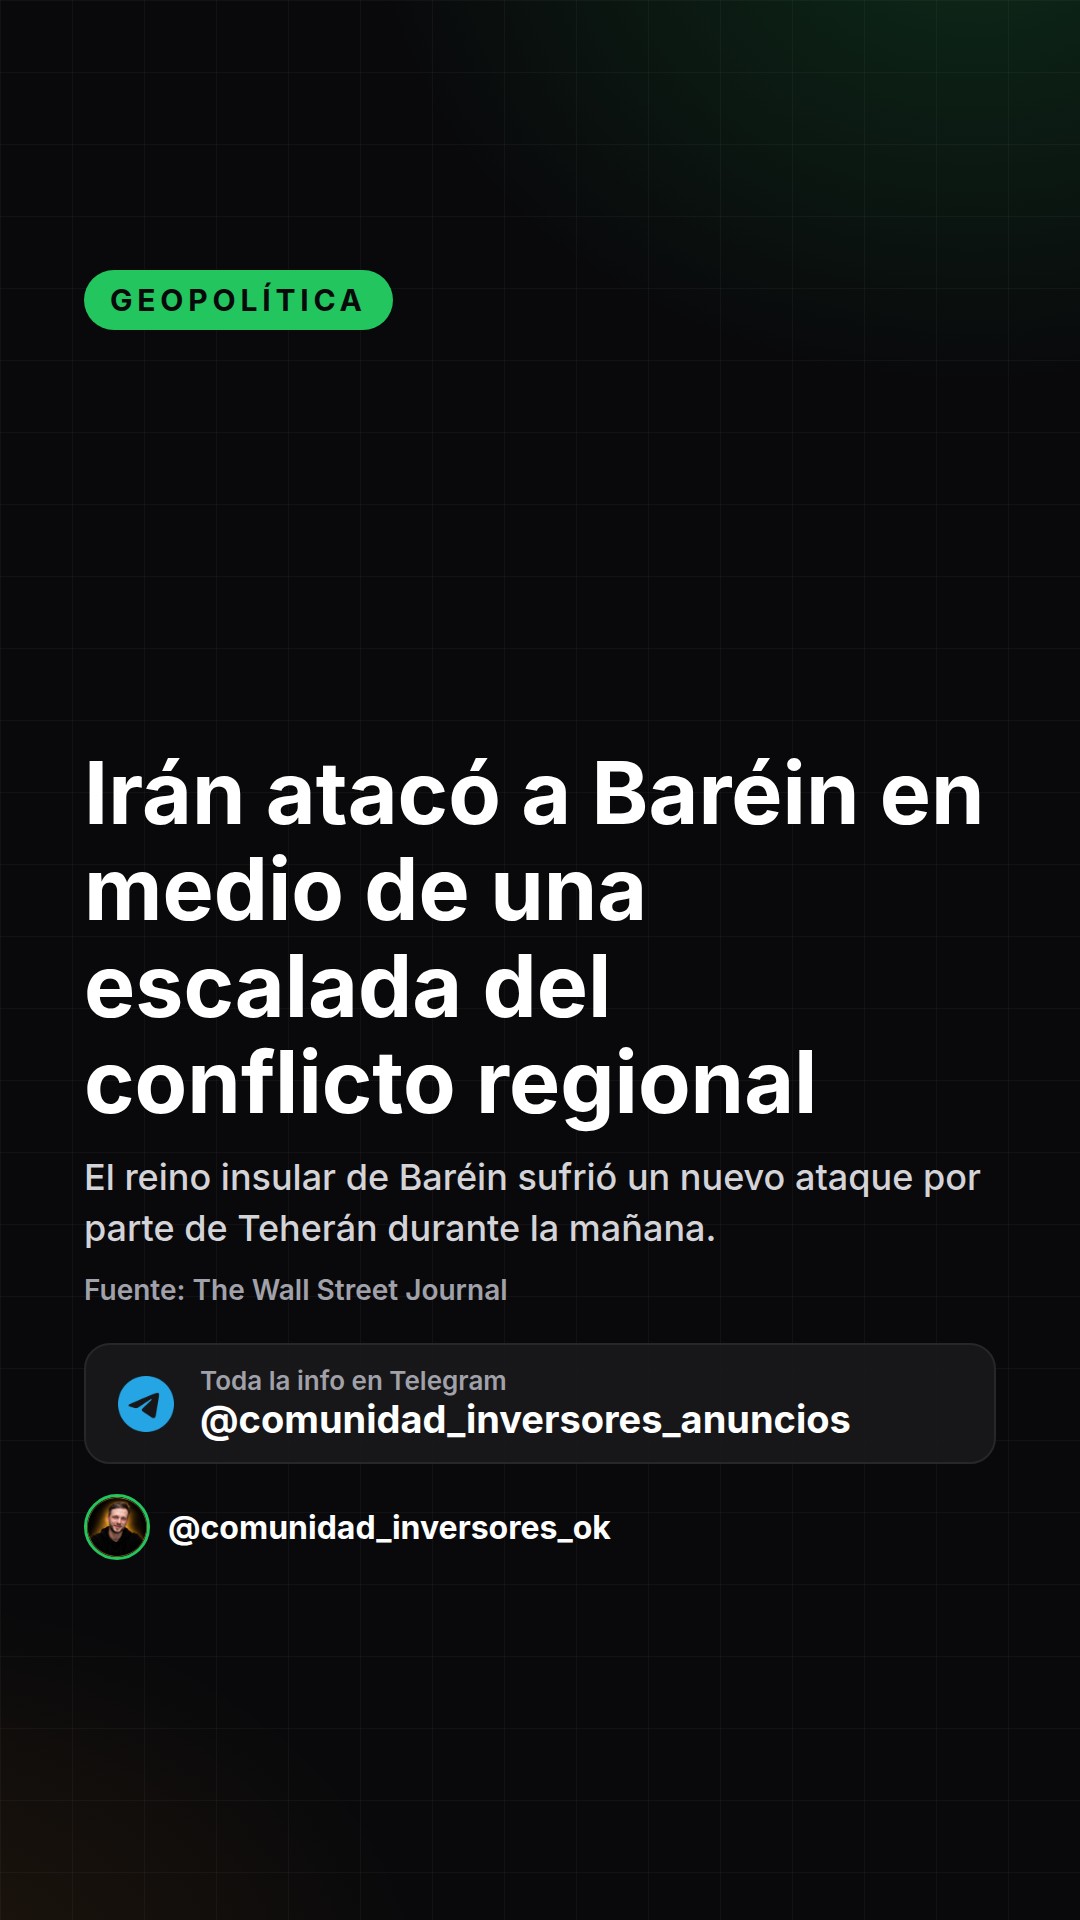 GEOPOLÍTICA
Irán atacó a Baréin en
medio de una
escalada del
conflicto regional
El reino insular de Baréin sufrió un nuevo ataque por
parte de Teherán durante la mañana.
Fuente: The Wall Street Journal
Toda la info en Telegram
@comunidad_inversores_anuncios
@comunidad_inversores_ok